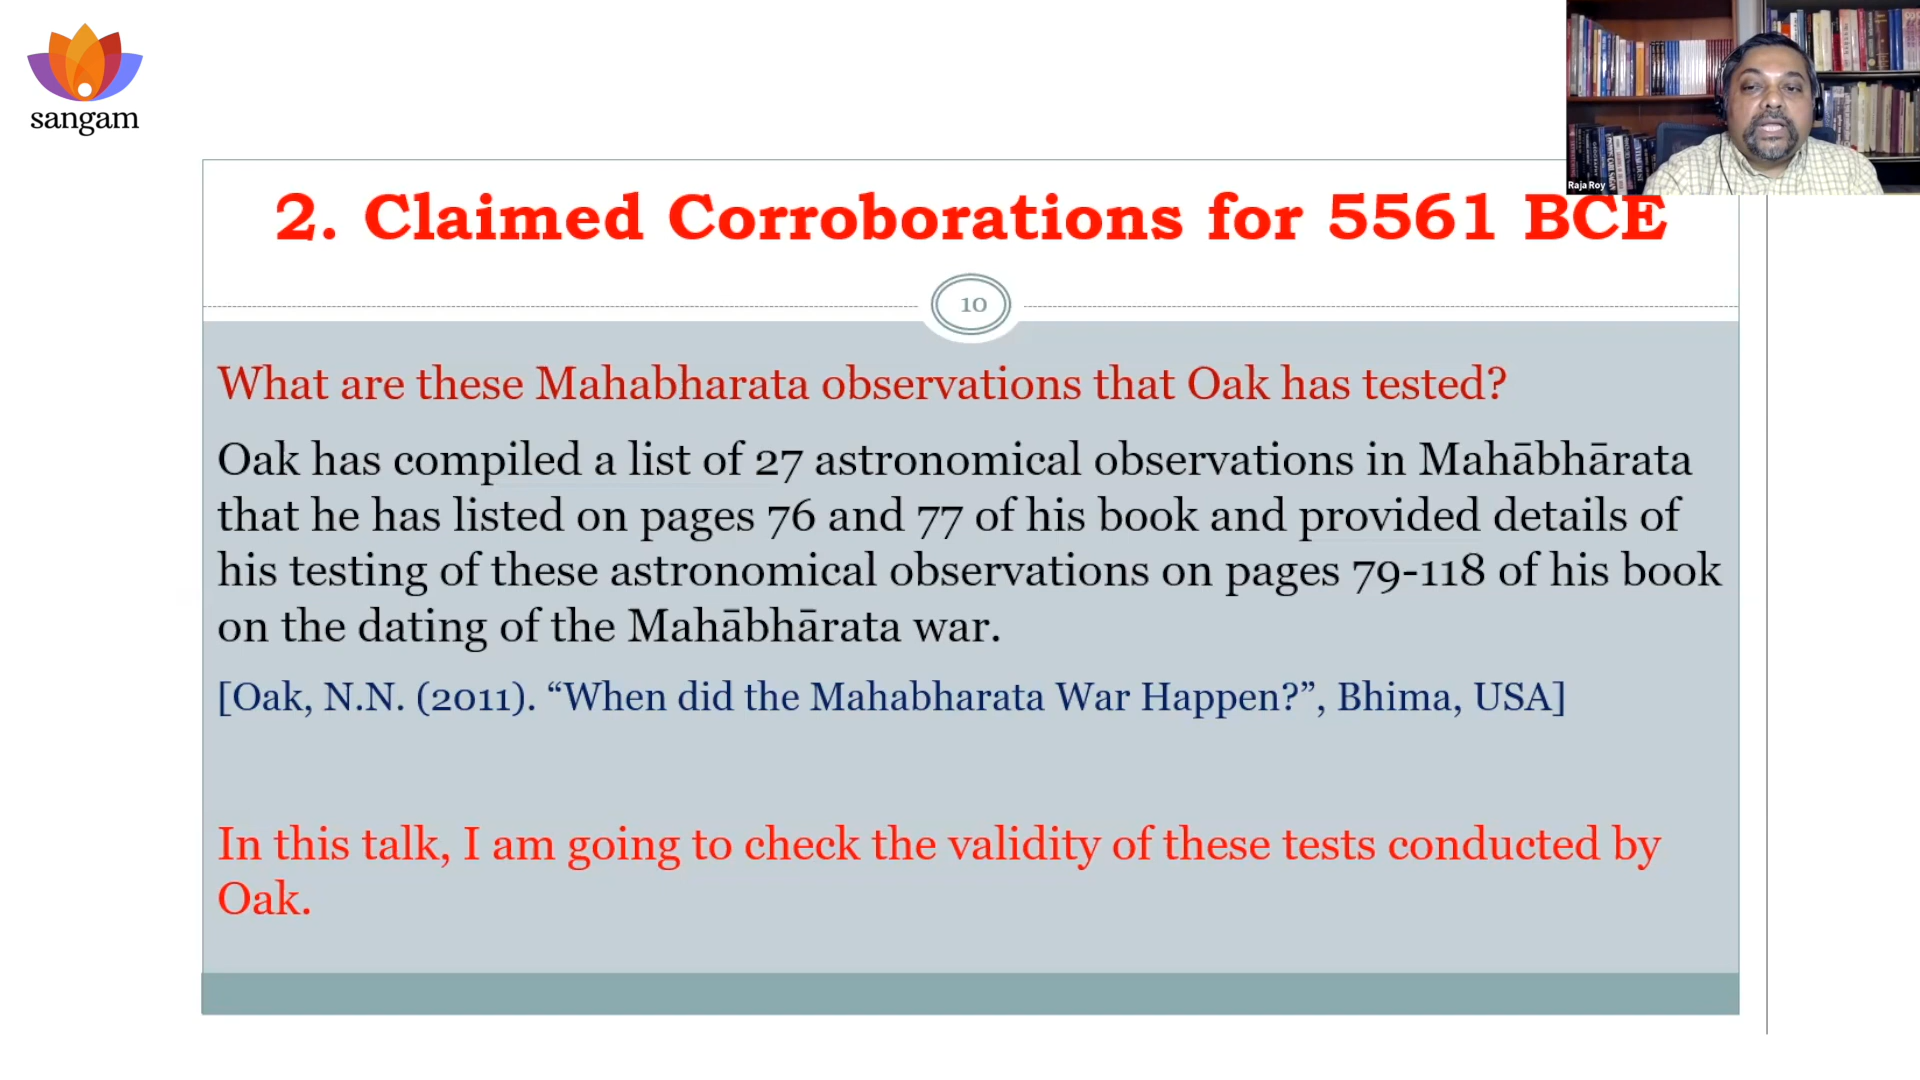 sangam
Raja Roy
2. Claimed Corroborations for 5561 BCE
10
What are these Mahabharata observations that Oak has tested?
Oak has compiled a list of 27 astronomical observations in Mahābhārata
that he has listed on pages 76 and 77 of his book and provided details of
his testing of these astronomical observations on pages 79-118 of his book
on the dating of the Mahābhārata war.
[Oak, N.N. (2011). “When did the Mahabharata War Happen?”, Bhima, USA]
In this talk, I am going to check the validity of these tests conducted by
Oak.